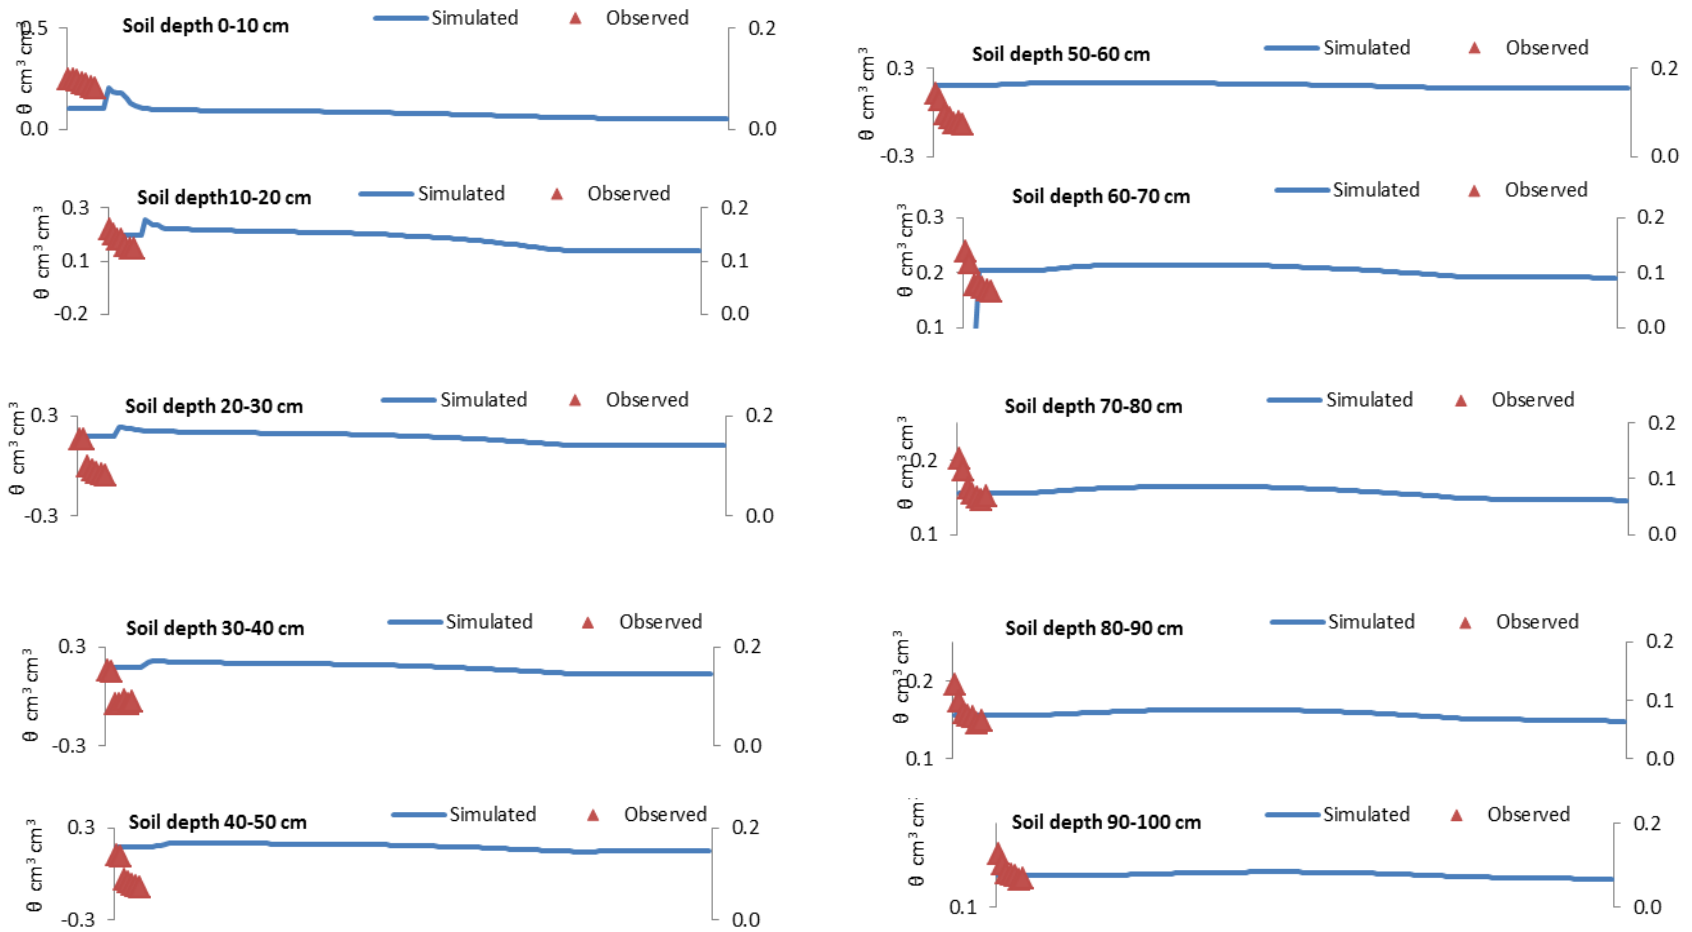 Soil depth 0-10 cm
Simulated
Observed
0.2
θ cm³ cm³
0.0
0.0
Soil depth10-20 cm
Simulated
Observed
0.3
0.2
θ cm³ cm³
0.1
0.1
-0.2
0.0
Soil depth 20-30 cm
Simulated
Observed
0.3
0.2
θ cm³ cm³
-0.3
0.0
Soil depth 30-40 cm
Simulated
Observed
0.3
0.2
θ cm³ cm³
-0.3
0.0
Soil depth 40-50 cm
Simulated
Observed
0.3
0.2
θ cm³ cm³
-0.3
0.0
Soil depth 50-60 cm
Simulated
Observed
0.3
0.2
θ cm³ cm³
-0.3
0.0
Soil depth 60-70 cm
Simulated
Observed
0.3
0.2
θ cm³ cm³
0.2
0.1
0.1
0.0
Soil depth 70-80 cm
Simulated
Observed
0.2
θ cm³ cm³
0.2
0.1
0.1
0.0
Soil depth 80-90 cm
Simulated
Observed
0.2
θ cm³ cm³
0.2
0.1
0.1
0.0
Soil depth 90-100 cm
Simulated
Observed
0.2
θ cm³ cm
0.1
0.0